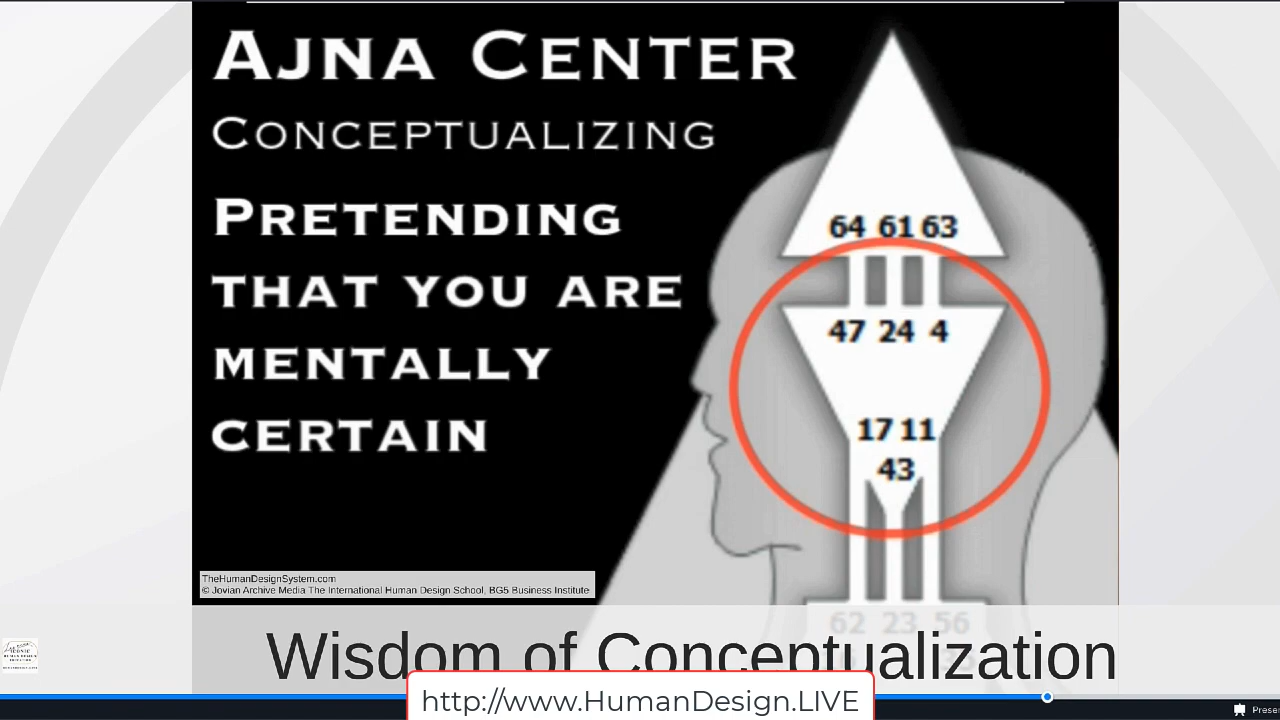 AJNA CENTER
CONCEPTUALIZING
PRETENDING
THAT YOU ARE
MENTALLY
CERTAIN
64 61 63
47 24 4
17 11
43
TheHumanDesignSystem.com
© Jovian Archive Media The International Human Design School, BG5 Business Institute
62 23 56
Wisdom of Conceptualization
http://www.HumanDesign.LIVE